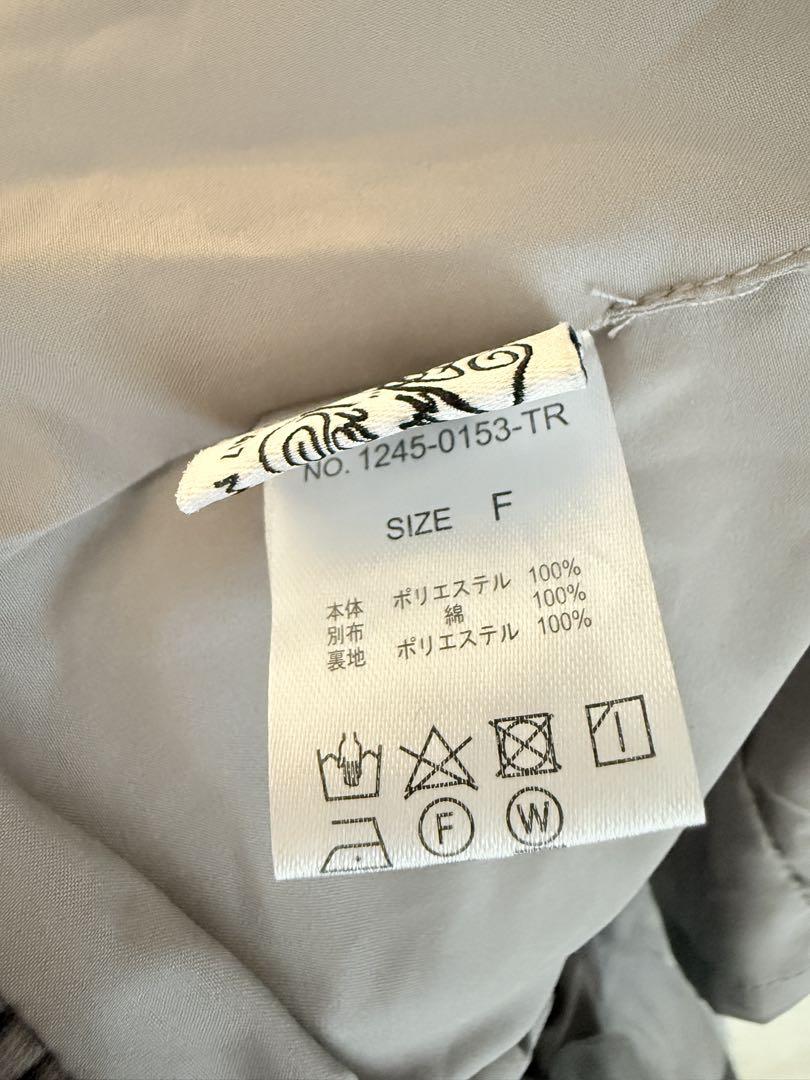 NO. 1245-0153-TR
SIZE F
本体 ポリエステル 100%
別布 綿 100%
裏地 ポリエステル 100%
F W